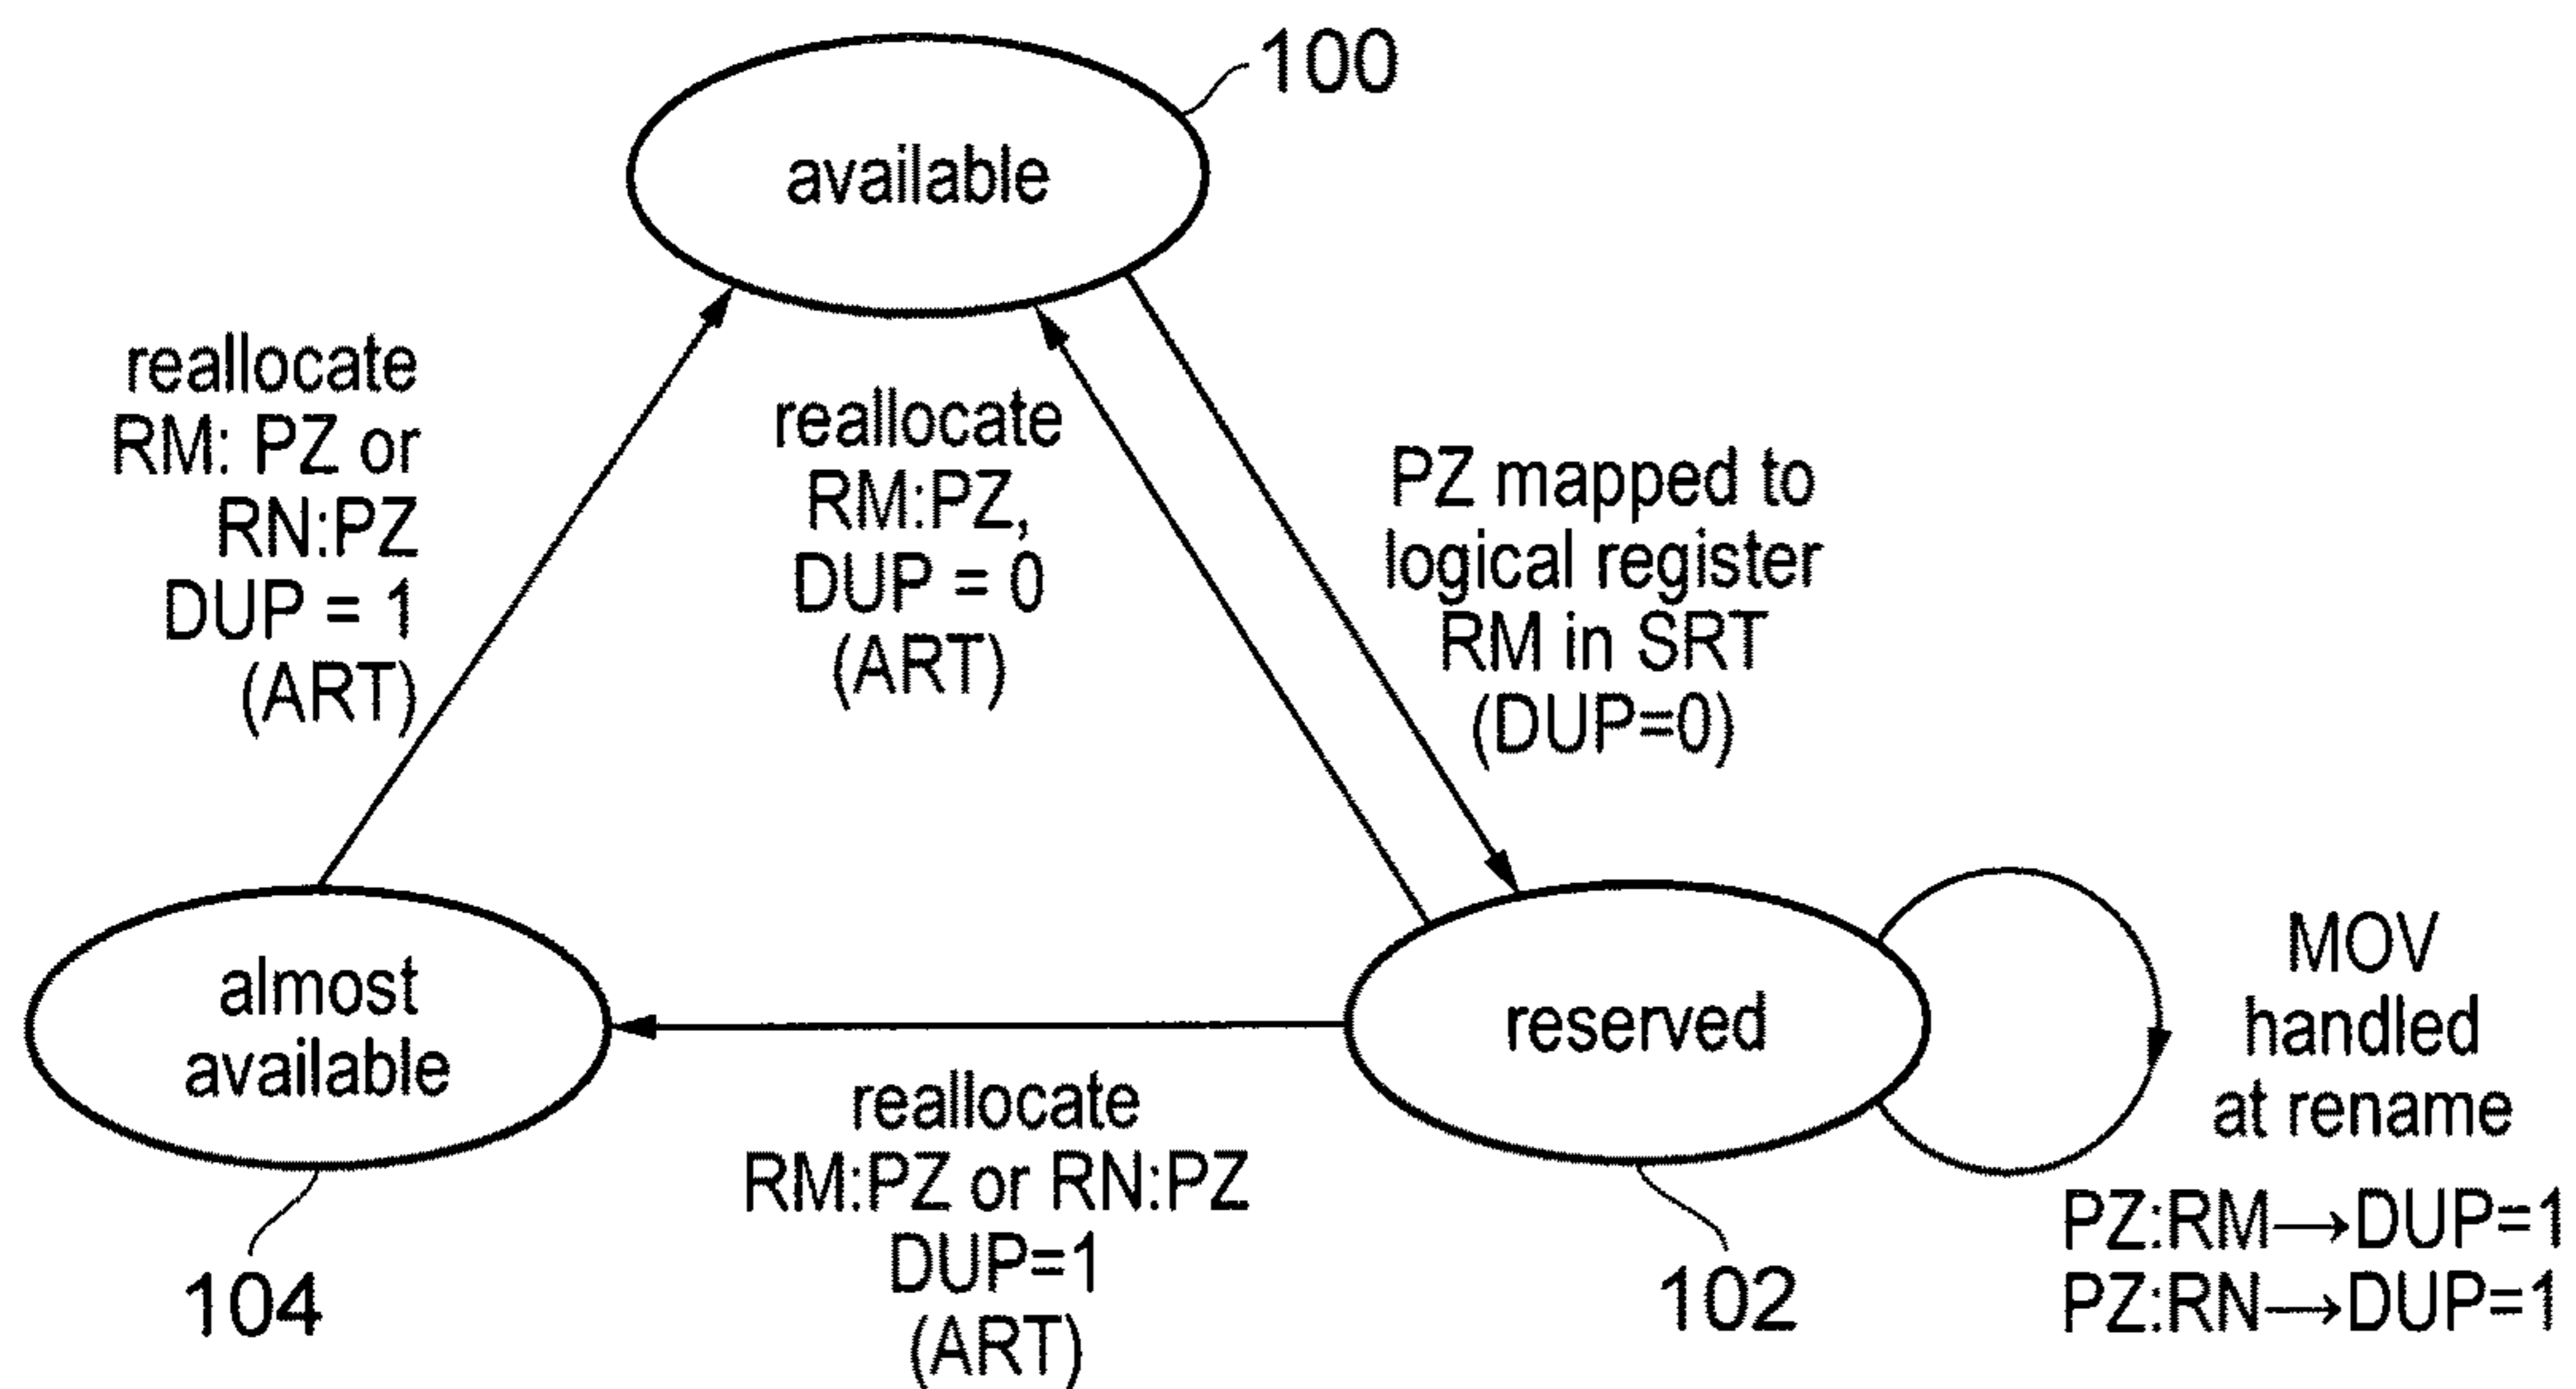 100
available
reallocate
RM: PZ or
RN:PZ
DUP = 1
(ART)
reallocate
RM:PZ,
DUP = 0
(ART)
PZ mapped to
logical register
RM in SRT
(DUP=0)
almost
available
104
reallocate
RM:PZ or RN:PZ
DUP=1
(ART)
reserved
102
MOV
handled
at rename
PZ:RM→DUP=1
PZ:RN→DUP=1